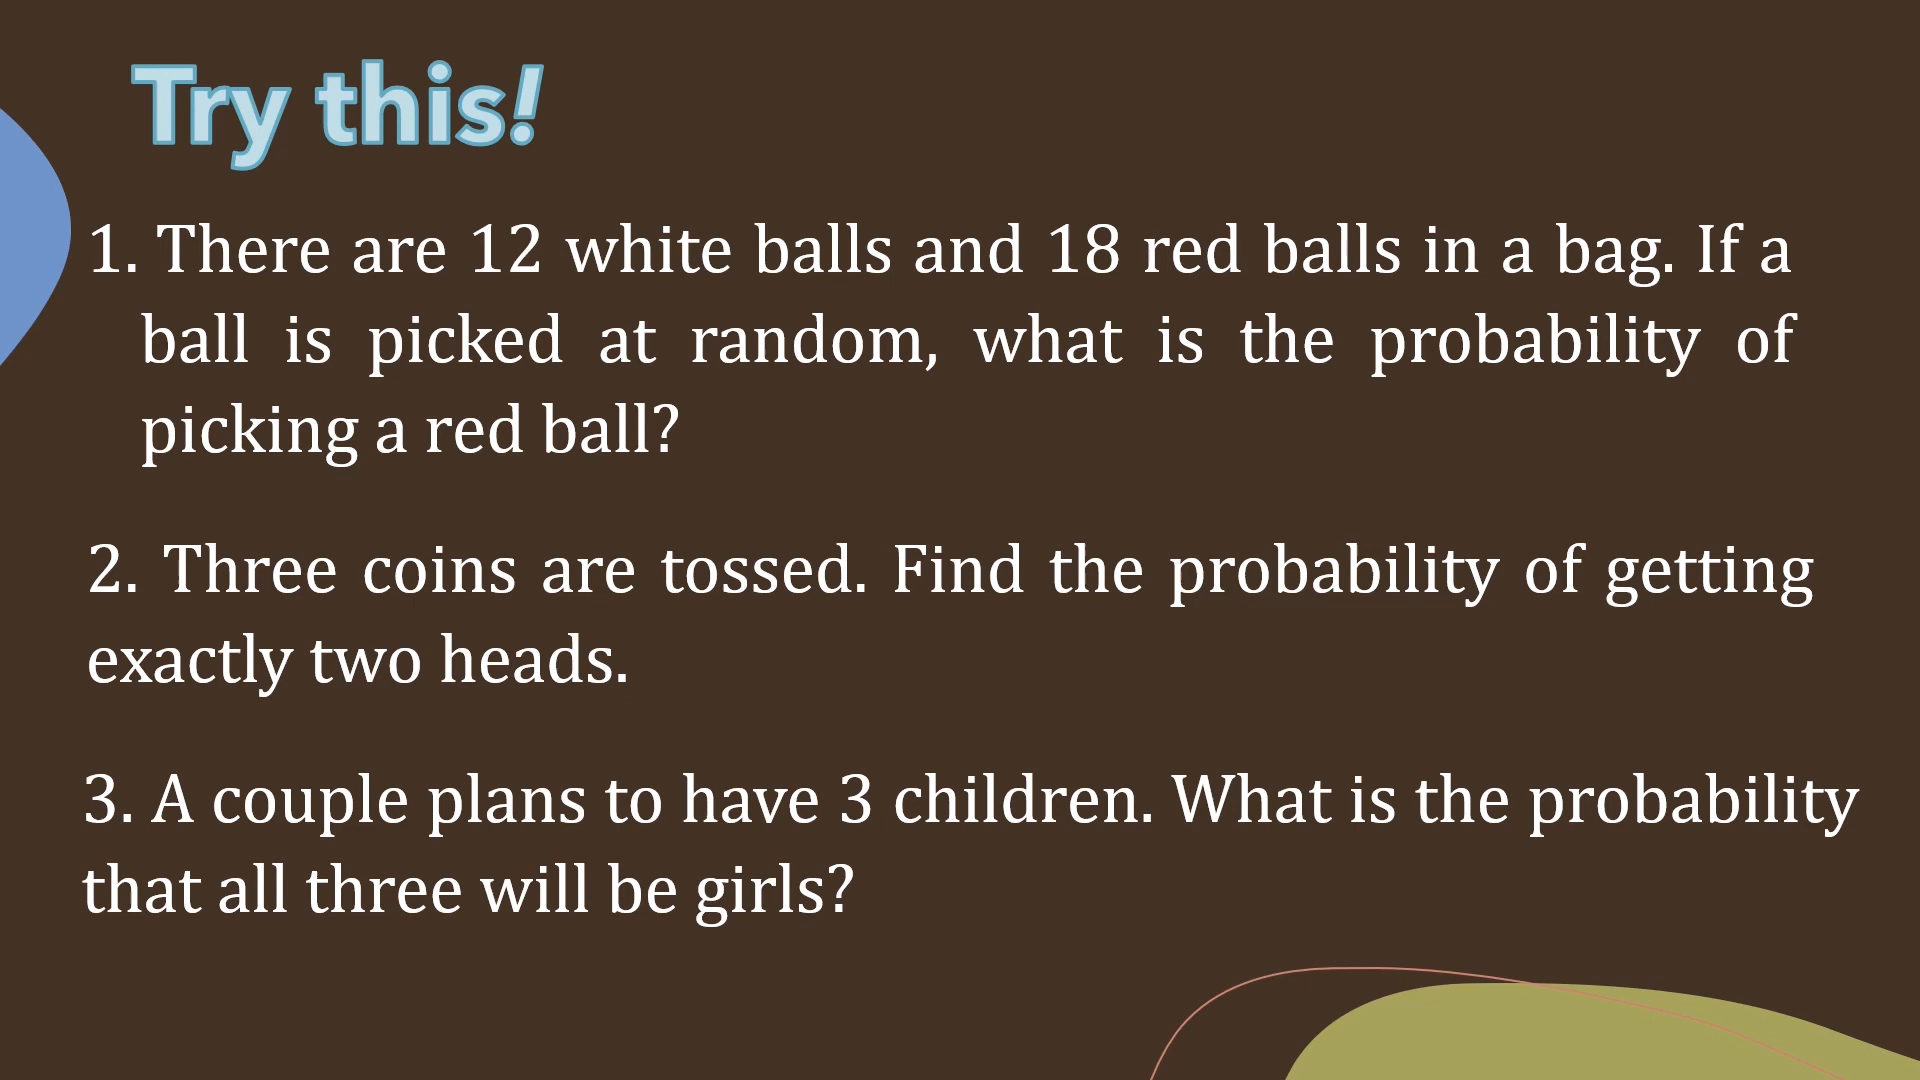 Try this!
1. There are 12 white balls and 18 red balls in a bag. If a
ball is picked at random, what is the probability of
picking a red ball?
2. Three coins are tossed. Find the probability of getting
exactly two heads.
3. A couple plans to have 3 children. What is the probability
that all three will be girls?